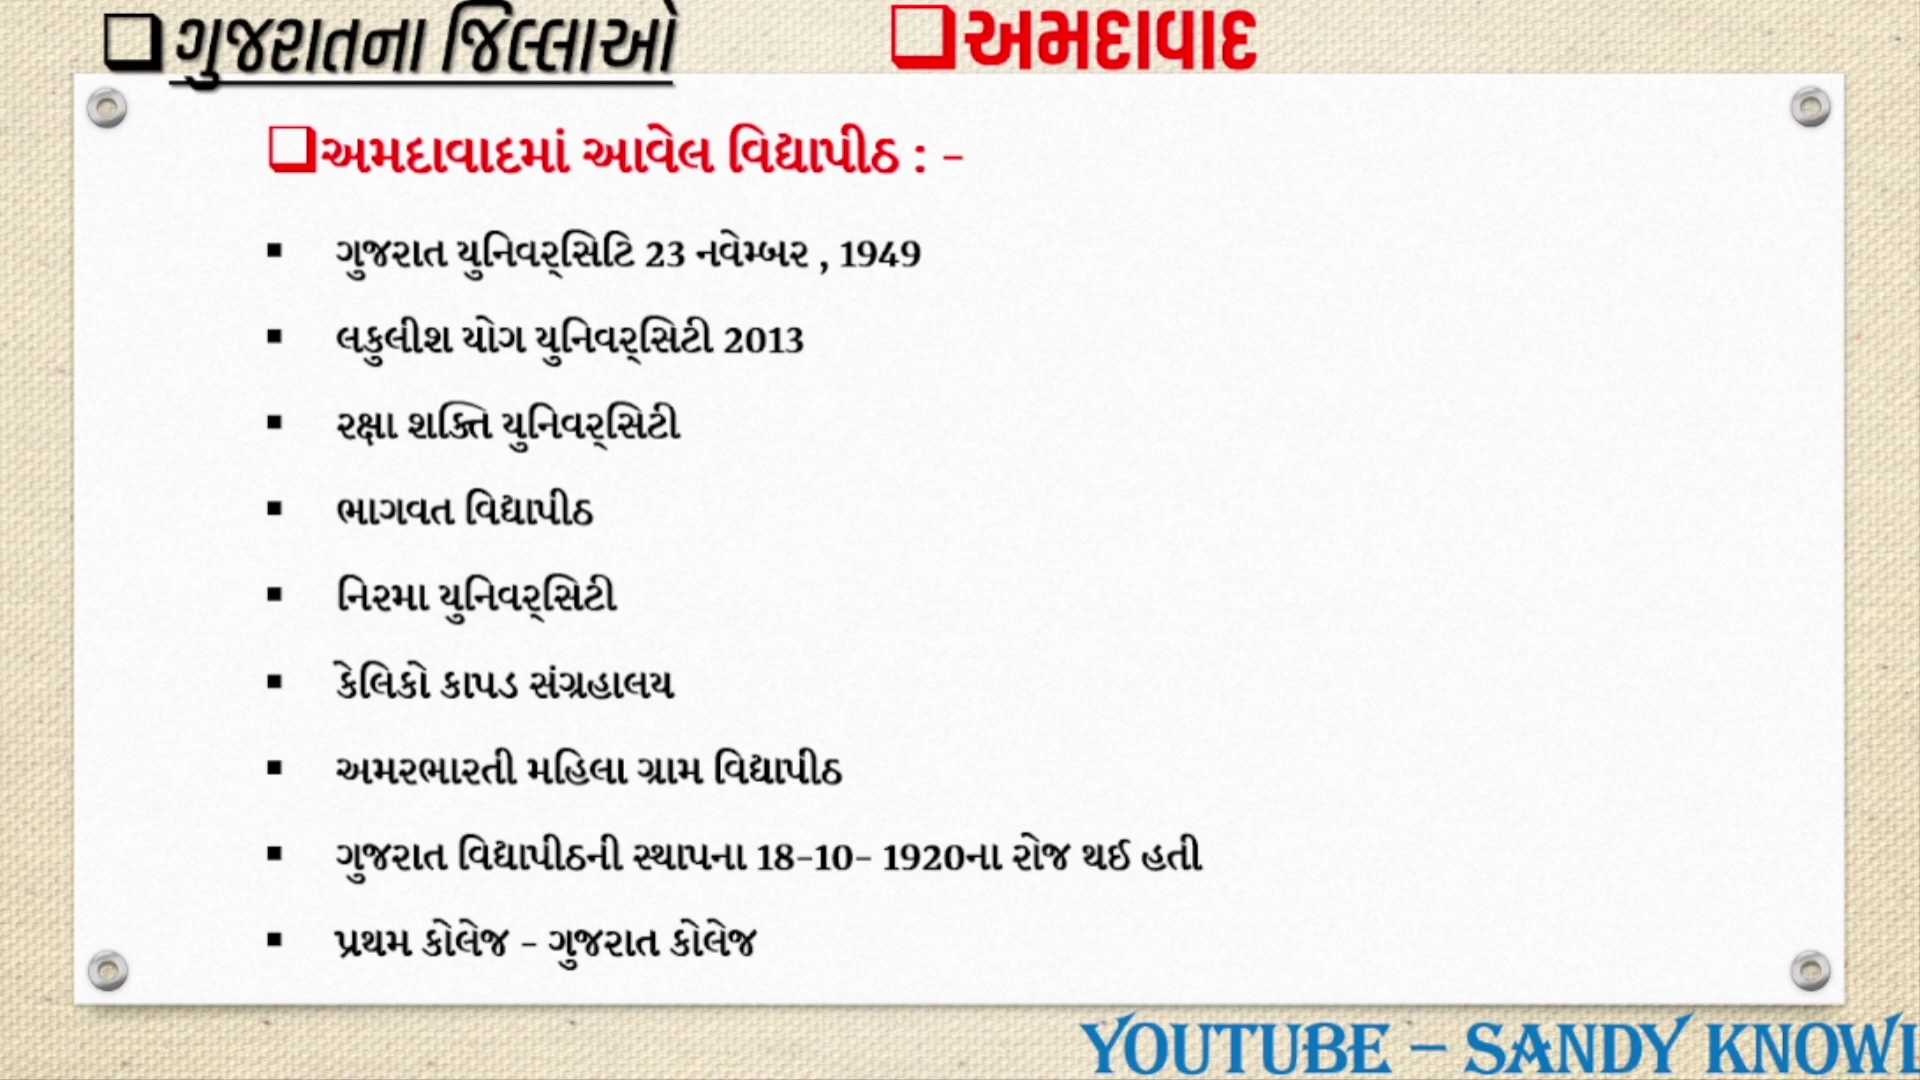 ગુજરાતના જિલ્લાઓ
અમદાવાદ
અમદાવાદમાં આવેલ વિદ્યાપીઠ : -
ગુજરાત યુનિવર્સિટિ 23 નવેમ્બર , 1949
લકુલીશ યોગ યુનિવર્સિટી 2013
રક્ષા શક્તિ યુનિવર્સિટી
ભાગવત વિદ્યાપીઠ
નિરમા યુનિવર્સિટી
કેલિકો કાપડ સંગ્રહાલય
અમરભારતી મહિલા ગ્રામ વિદ્યાપીઠ
ગુજરાત વિદ્યાપીઠની સ્થાપના 18-10- 1920ના રોજ થઈ હતી
પ્રથમ કોલેજ - ગુજરાત કોલેજ
YOUTUBE – SANDY